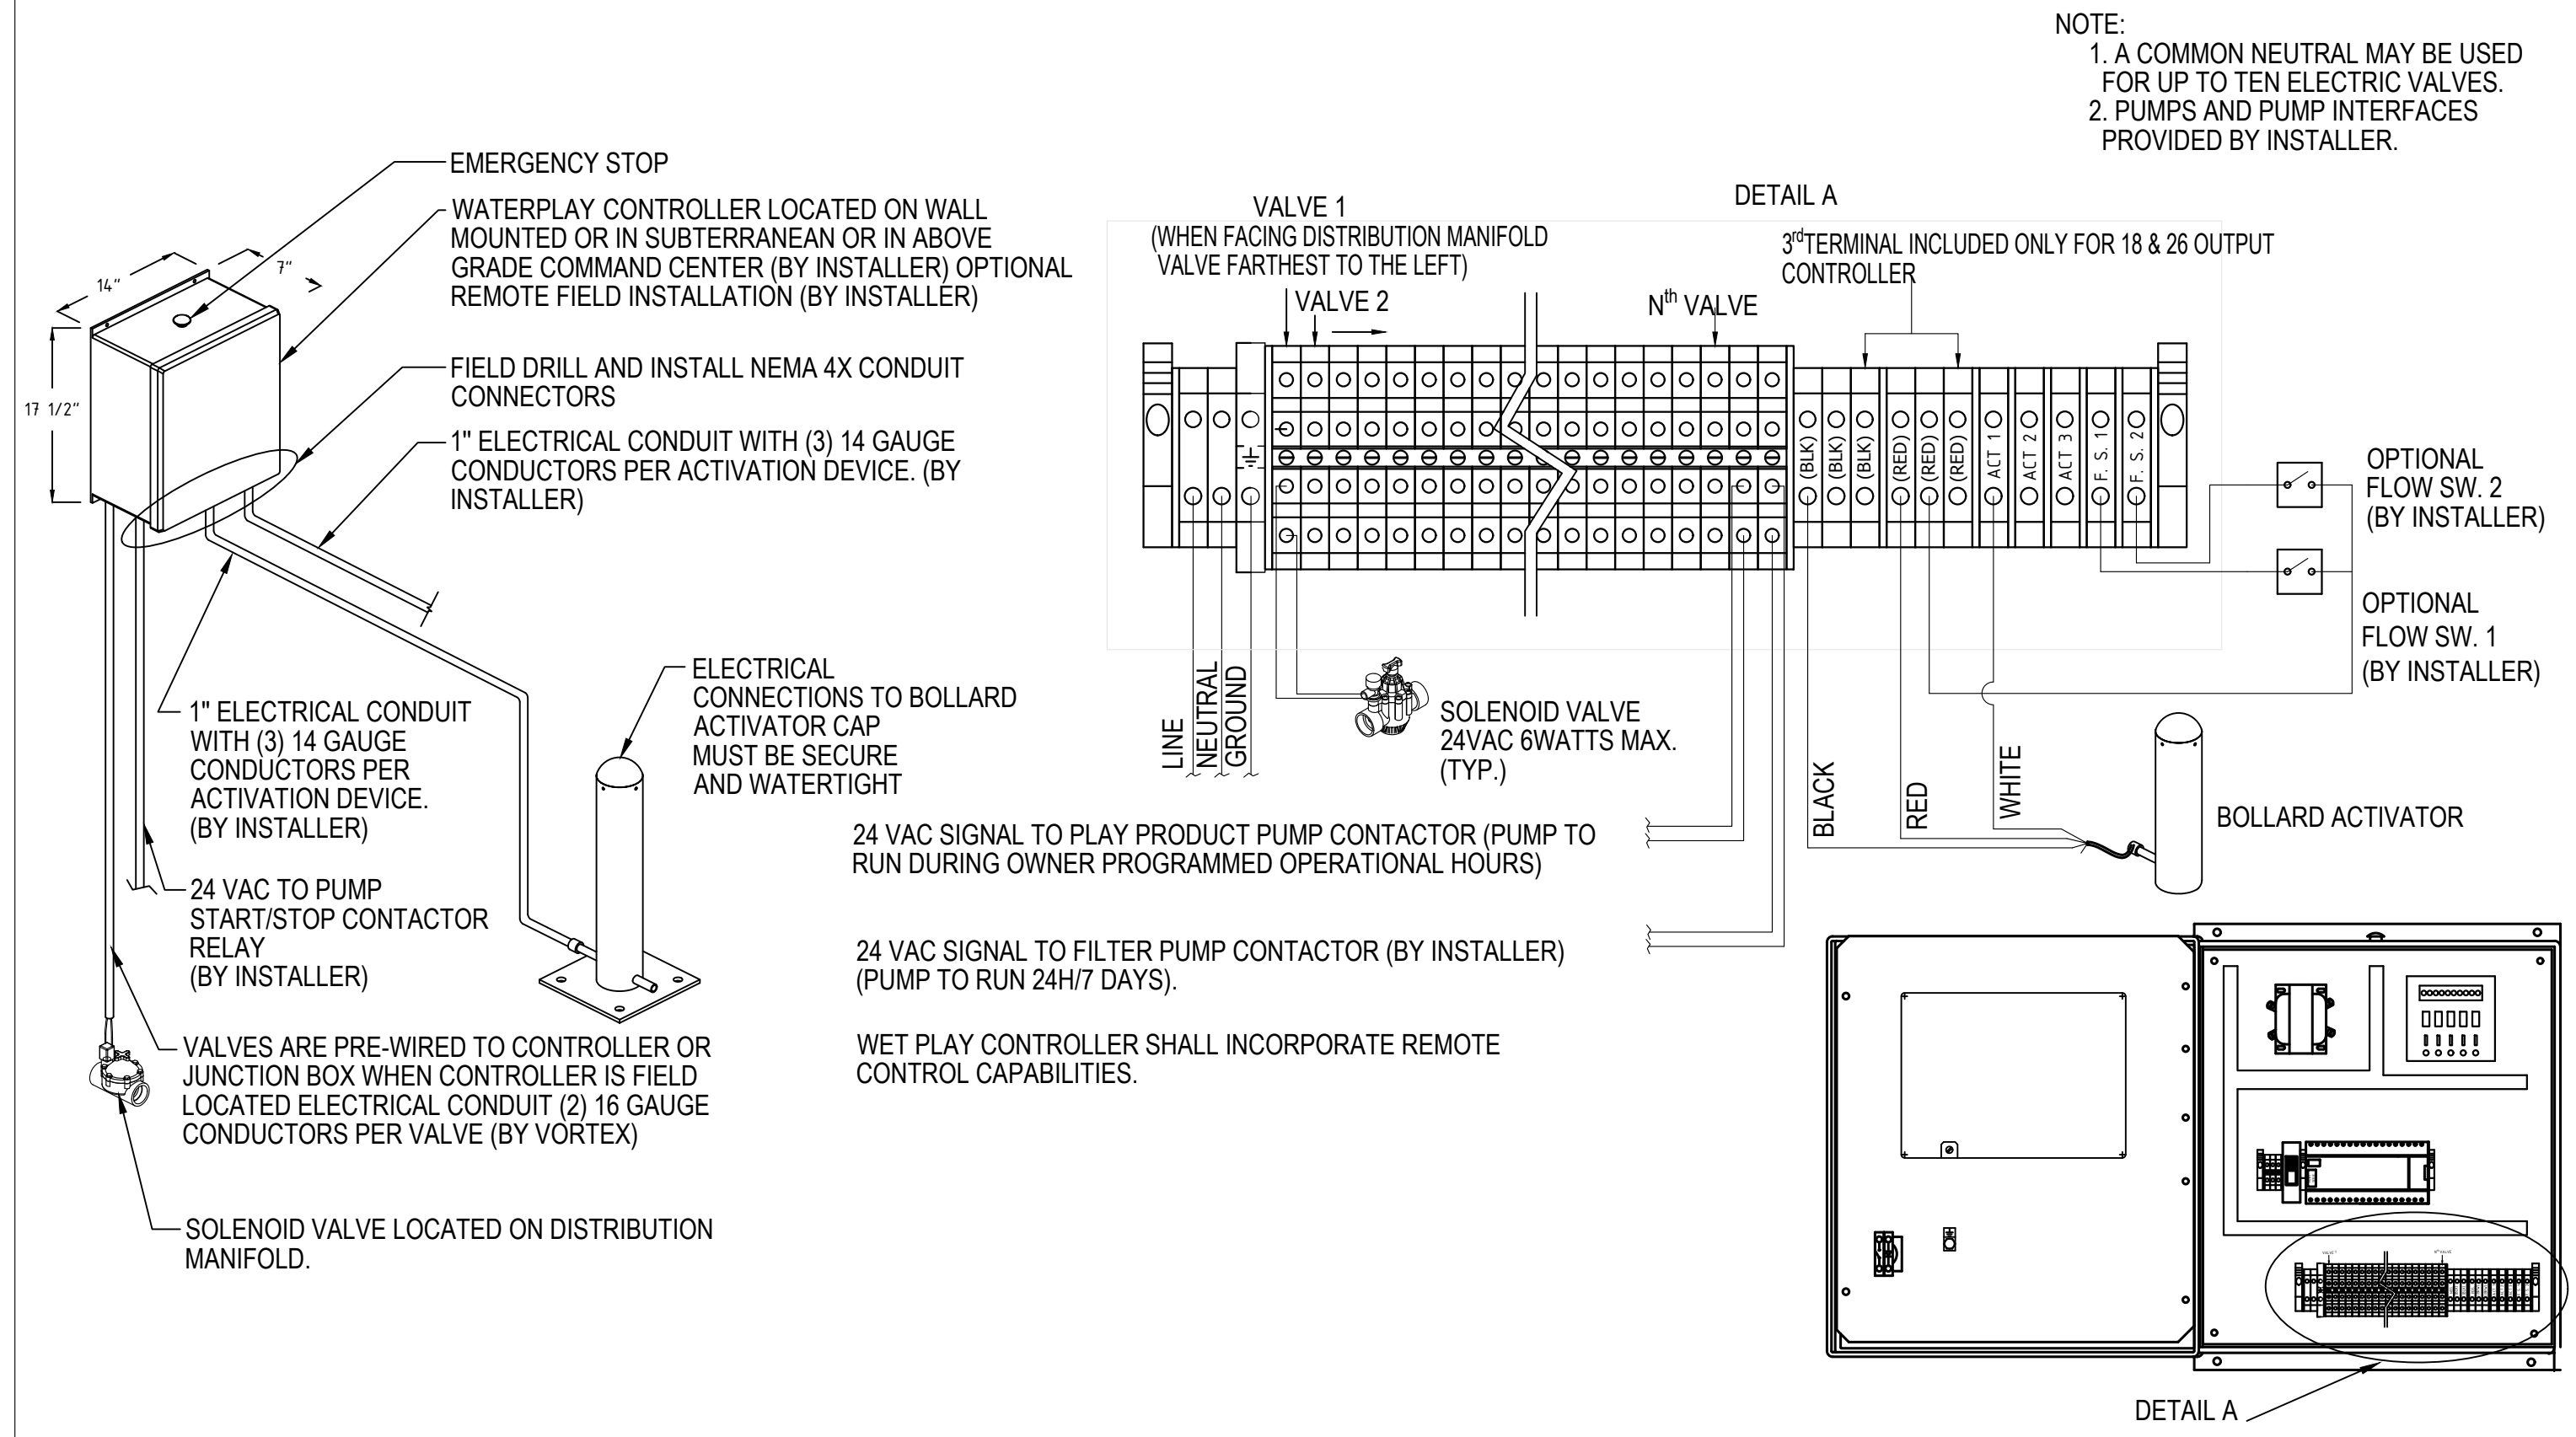 NOTE:
1. A COMMON NEUTRAL MAY BE USED
FOR UP TO TEN ELECTRIC VALVES.
2. PUMPS AND PUMP INTERFACES
PROVIDED BY INSTALLER.
EMERGENCY STOP
WATERPLAY CONTROLLER LOCATED ON WALL
MOUNTED OR IN SUBTERRANEAN OR IN ABOVE
GRADE COMMAND CENTER (BY INSTALLER) OPTIONAL
REMOTE FIELD INSTALLATION (BY INSTALLER)
14"
7"
17 1/2"
FIELD DRILL AND INSTALL NEMA 4X CONDUIT
CONNECTORS
1" ELECTRICAL CONDUIT WITH (3) 14 GAUGE
CONDUCTORS PER ACTIVATION DEVICE. (BY
INSTALLER)
ELECTRICAL
CONNECTIONS TO BOLLARD
ACTIVATOR CAP
MUST BE SECURE
AND WATERTIGHT
1" ELECTRICAL CONDUIT
WITH (3) 14 GAUGE
CONDUCTORS PER
ACTIVATION DEVICE.
(BY INSTALLER)
24 VAC TO PUMP
START/STOP CONTACTOR
RELAY
(BY INSTALLER)
VALVES ARE PRE-WIRED TO CONTROLLER OR
JUNCTION BOX WHEN CONTROLLER IS FIELD
LOCATED ELECTRICAL CONDUIT (2) 16 GAUGE
CONDUCTORS PER VALVE (BY VORTEX)
SOLENOID VALVE LOCATED ON DISTRIBUTION
MANIFOLD.
DETAIL A
VALVE 1
(WHEN FACING DISTRIBUTION MANIFOLD
VALVE FARTHEST TO THE LEFT)
VALVE 2
Nth VALVE
3rd TERMINAL INCLUDED ONLY FOR 18 & 26 OUTPUT
CONTROLLER
(BLK)
(BLK)
(BLK)
(RED)
(RED)
(RED)
ACT 1
ACT 2
ACT 3
F. S. 1
F. S. 2
OPTIONAL
FLOW SW. 2
(BY INSTALLER)
OPTIONAL
FLOW SW. 1
(BY INSTALLER)
LINE
NEUTRAL
GROUND
SOLENOID VALVE
24VAC 6WATTS MAX.
(TYP.)
BLACK
RED
WHITE
BOLLARD ACTIVATOR
24 VAC SIGNAL TO PLAY PRODUCT PUMP CONTACTOR (PUMP TO
RUN DURING OWNER PROGRAMMED OPERATIONAL HOURS)
24 VAC SIGNAL TO FILTER PUMP CONTACTOR (BY INSTALLER)
(PUMP TO RUN 24H/7 DAYS).
WET PLAY CONTROLLER SHALL INCORPORATE REMOTE
CONTROL CAPABILITIES.
VALVE 1
Nth VALVE
DETAIL A